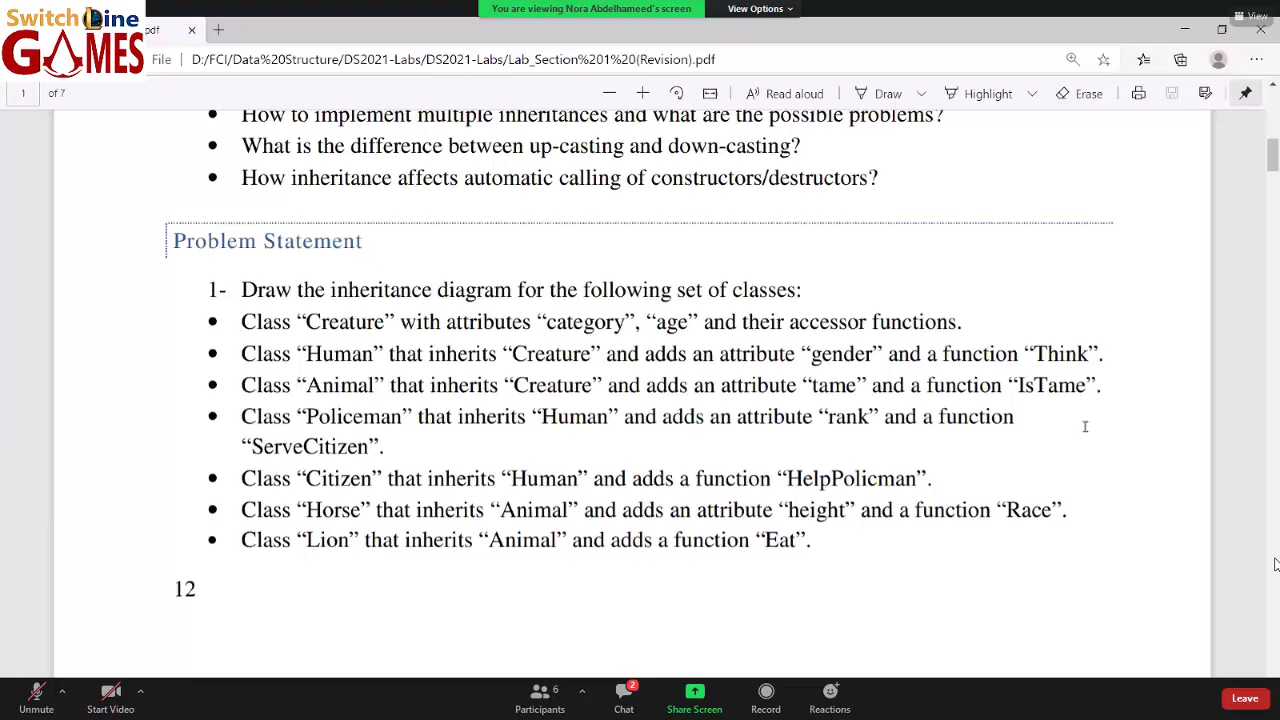 You are viewing Nora Abdelhameed's screen
View Options
View
Switch Line
GAMES
.pdf
File
D:/FCI/Data%20Structure/DS2021-Labs/DS2021-Labs/Lab_Section%201%20(Revision).pdf
1 of 7
Read aloud
Draw
Highlight
Erase
• How to implement multiple inheritances and what are the possible problems?
• What is the difference between up-casting and down-casting?
• How inheritance affects automatic calling of constructors/destructors?
Problem Statement
1- Draw the inheritance diagram for the following set of classes:
• Class “Creature” with attributes “category”, “age” and their accessor functions.
• Class “Human” that inherits “Creature” and adds an attribute “gender” and a function “Think”.
• Class “Animal” that inherits “Creature” and adds an attribute “tame” and a function “IsTame”.
• Class “Policeman” that inherits “Human” and adds an attribute “rank” and a function
“ServeCitizen”.
• Class “Citizen” that inherits “Human” and adds a function “HelpPolicman”.
• Class “Horse” that inherits “Animal” and adds an attribute “height” and a function “Race”.
• Class “Lion” that inherits “Animal” and adds a function “Eat”.
12
Unmute
Start Video
6
Participants
2
Chat
Share Screen
Record
Reactions
Leave